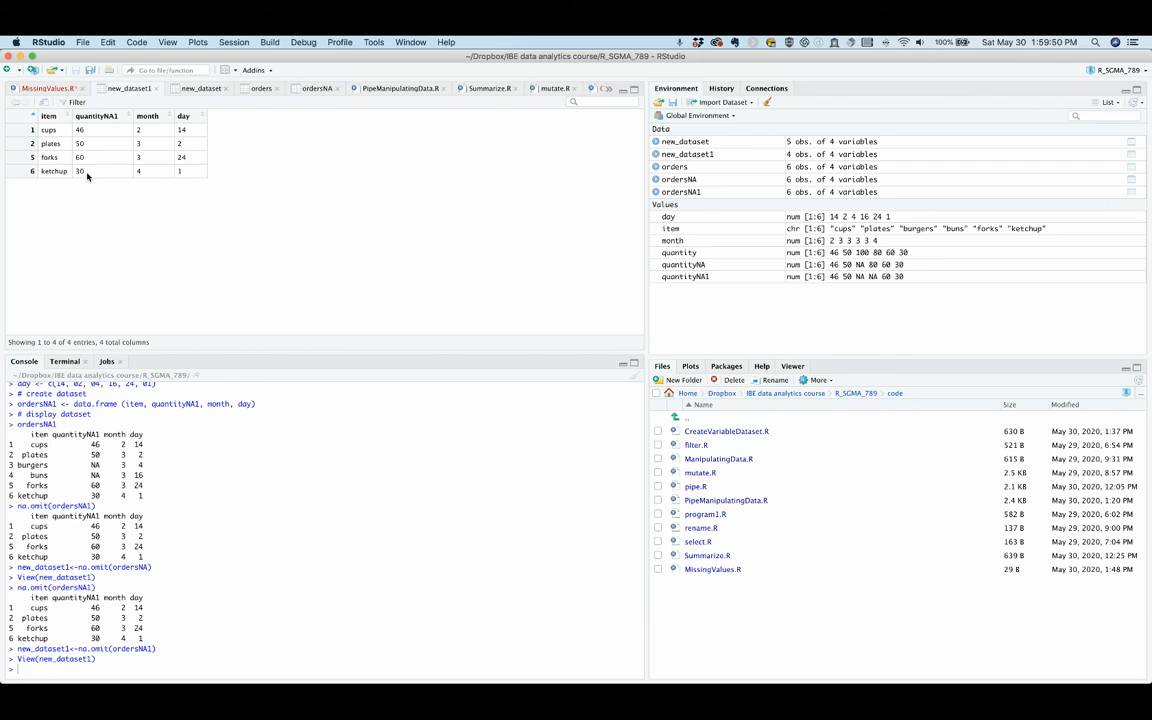 RStudio File Edit Code View Plots Session Build Debug Profile Tools Window Help 100% Sat May 30 1:59:50 PM
~/Dropbox/IBE data analytics course/R_SGMA_789 - RStudio
Go to file/function Addins R_SGMA_789
MissingValues.R* new_dataset1 new_dataset orders ordersNA PipeManipulatingData.R Summarize.R mutate.R
Filter
item quantityNA1 month day
1 cups 46 2 14
2 plates 50 3 2
5 forks 60 3 24
6 ketchup 30 4 1
Showing 1 to 4 of 4 entries, 4 total columns
Console Terminal Jobs
~/Dropbox/IBE data analytics course/R_SGMA_789/
> day <- c(14, 02, 04, 16, 24, 01)
> # create dataset
> ordersNA1 <- data.frame (item, quantityNA1, month, day)
> # display dataset
> ordersNA1
item quantityNA1 month day
1 cups 46 2 14
2 plates 50 3 2
3 burgers NA 3 4
4 buns NA 3 16
5 forks 60 3 24
6 ketchup 30 4 1
> na.omit(ordersNA1)
item quantityNA1 month day
1 cups 46 2 14
2 plates 50 3 2
5 forks 60 3 24
6 ketchup 30 4 1
> new_dataset1<-na.omit(ordersNA)
> View(new_dataset1)
> na.omit(ordersNA1)
item quantityNA1 month day
1 cups 46 2 14
2 plates 50 3 2
5 forks 60 3 24
6 ketchup 30 4 1
> new_dataset1<-na.omit(ordersNA1)
> View(new_dataset1)
>
Environment History Connections
Import Dataset List
Global Environment
Data
new_dataset 5 obs. of 4 variables
new_dataset1 4 obs. of 4 variables
orders 6 obs. of 4 variables
ordersNA 6 obs. of 4 variables
ordersNA1 6 obs. of 4 variables
Values
day num [1:6] 14 2 4 16 24 1
item chr [1:6] "cups" "plates" "burgers" "buns" "forks" "ketchup"
month num [1:6] 2 3 3 3 3 4
quantity num [1:6] 46 50 100 80 60 30
quantityNA num [1:6] 46 50 NA 80 60 30
quantityNA1 num [1:6] 46 50 NA NA 60 30
Files Plots Packages Help Viewer
New Folder Delete Rename More
Home Dropbox IBE data analytics course R_SGMA_789 code ...
Name Size Modified
..
CreateVariableDataset.R 630 B May 30, 2020, 1:37 PM
filter.R 521 B May 29, 2020, 6:54 PM
ManipulatingData.R 615 B May 29, 2020, 9:31 PM
mutate.R 2.5 KB May 29, 2020, 8:57 PM
pipe.R 2.1 KB May 30, 2020, 12:05 PM
PipeManipulatingData.R 2.4 KB May 30, 2020, 1:20 PM
program1.R 582 B May 29, 2020, 6:02 PM
rename.R 137 B May 29, 2020, 9:00 PM
select.R 163 B May 29, 2020, 7:04 PM
Summarize.R 639 B May 30, 2020, 12:25 PM
MissingValues.R 29 B May 30, 2020, 1:48 PM